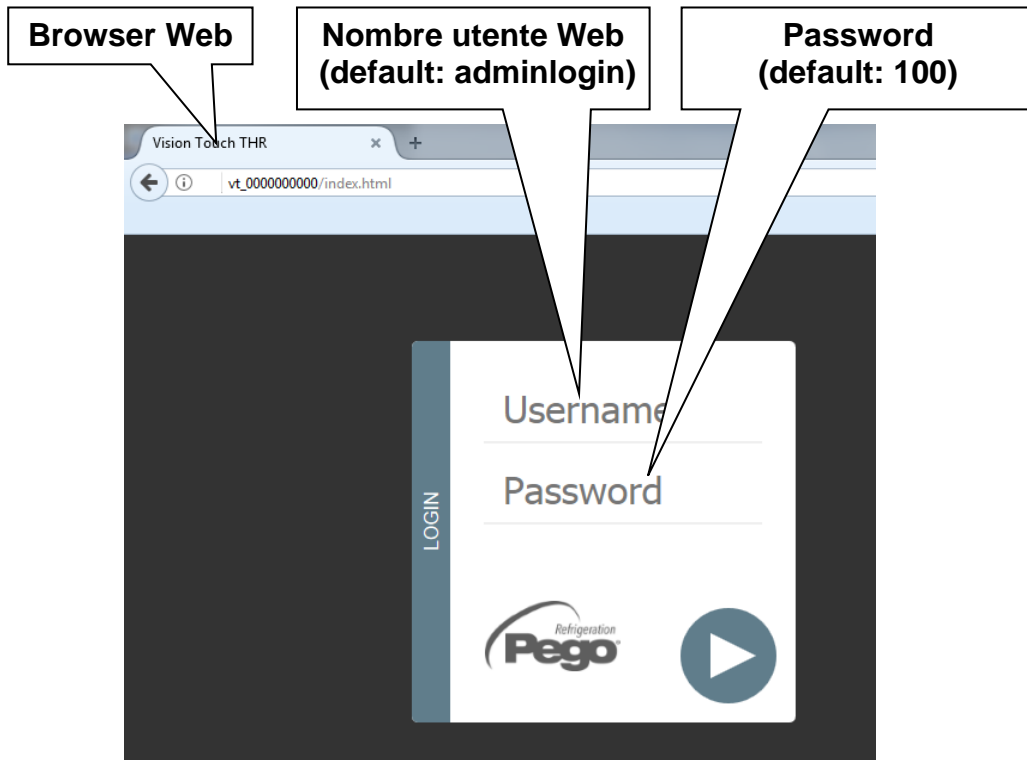 Browser Web
Nombre utente Web
(default: adminlogin)
Password
(default: 100)
Vision Touch THR
vt_0000000000/index.html
Username
Password
LOGIN
Refrigeration
Pego